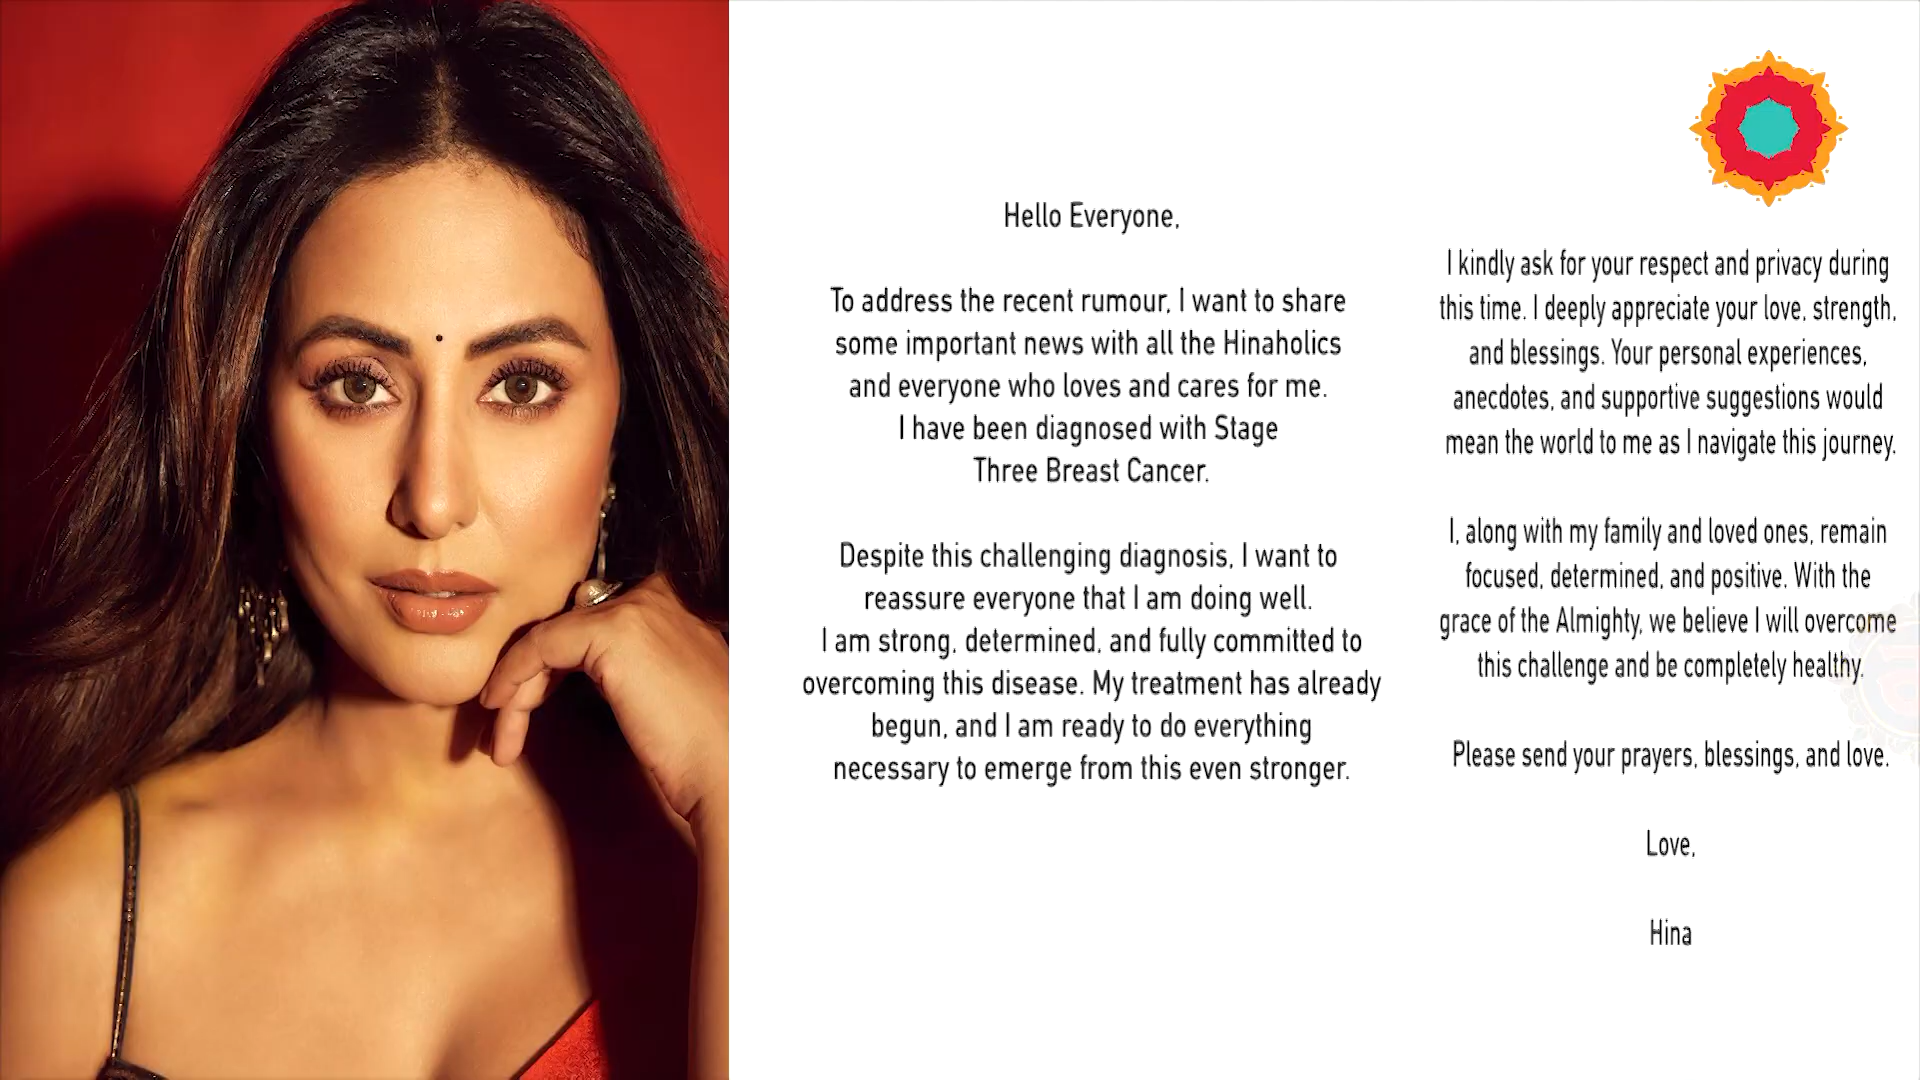 Hello Everyone,
To address the recent rumour, I want to share
some important news with all the Hinaholics
and everyone who loves and cares for me.
I have been diagnosed with Stage
Three Breast Cancer.
Despite this challenging diagnosis, I want to
reassure everyone that I am doing well.
I am strong, determined, and fully committed to
overcoming this disease. My treatment has already
begun, and I am ready to do everything
necessary to emerge from this even stronger.
I kindly ask for your respect and privacy during
this time. I deeply appreciate your love, strength,
and blessings. Your personal experiences,
anecdotes, and supportive suggestions would
mean the world to me as I navigate this journey.
I, along with my family and loved ones, remain
focused, determined, and positive. With the
grace of the Almighty, we believe I will overcome
this challenge and be completely healthy.
Please send your prayers, blessings, and love.
Love,
Hina